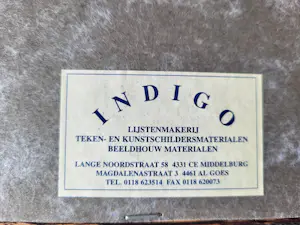 INDIGO
LIJSTENMAKERIJ
TEKEN- EN KUNSTSCHILDERSMATERIALEN
BEELDHOUW MATERIALEN
LANGE NOORDSTRAAT 58 4331 CE MIDDELBURG
MAGDALENASTRAAT 3 4461 AL GOES
TEL. 0118 623514 FAX 0118 620073